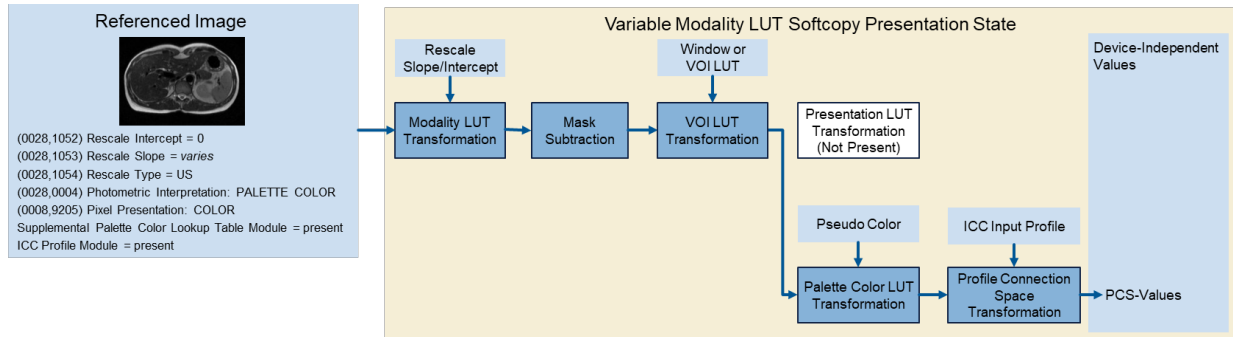 Referenced Image
(0028,1052) Rescale Intercept = 0
(0028,1053) Rescale Slope = varies
(0028,1054) Rescale Type = US
(0028,0004) Photometric Interpretation: PALETTE COLOR
(0008,9205) Pixel Presentation: COLOR
Supplemental Palette Color Lookup Table Module = present
ICC Profile Module = present
Variable Modality LUT Softcopy Presentation State
Rescale
Slope/Intercept
Window or
VOI LUT
Device-Independent
Values
Modality LUT
Transformation
Mask
Subtraction
VOI LUT
Transformation
Presentation LUT
Transformation
(Not Present)
Pseudo Color
ICC Input Profile
Palette Color LUT
Transformation
Profile Connection
Space
Transformation
PCS-Values